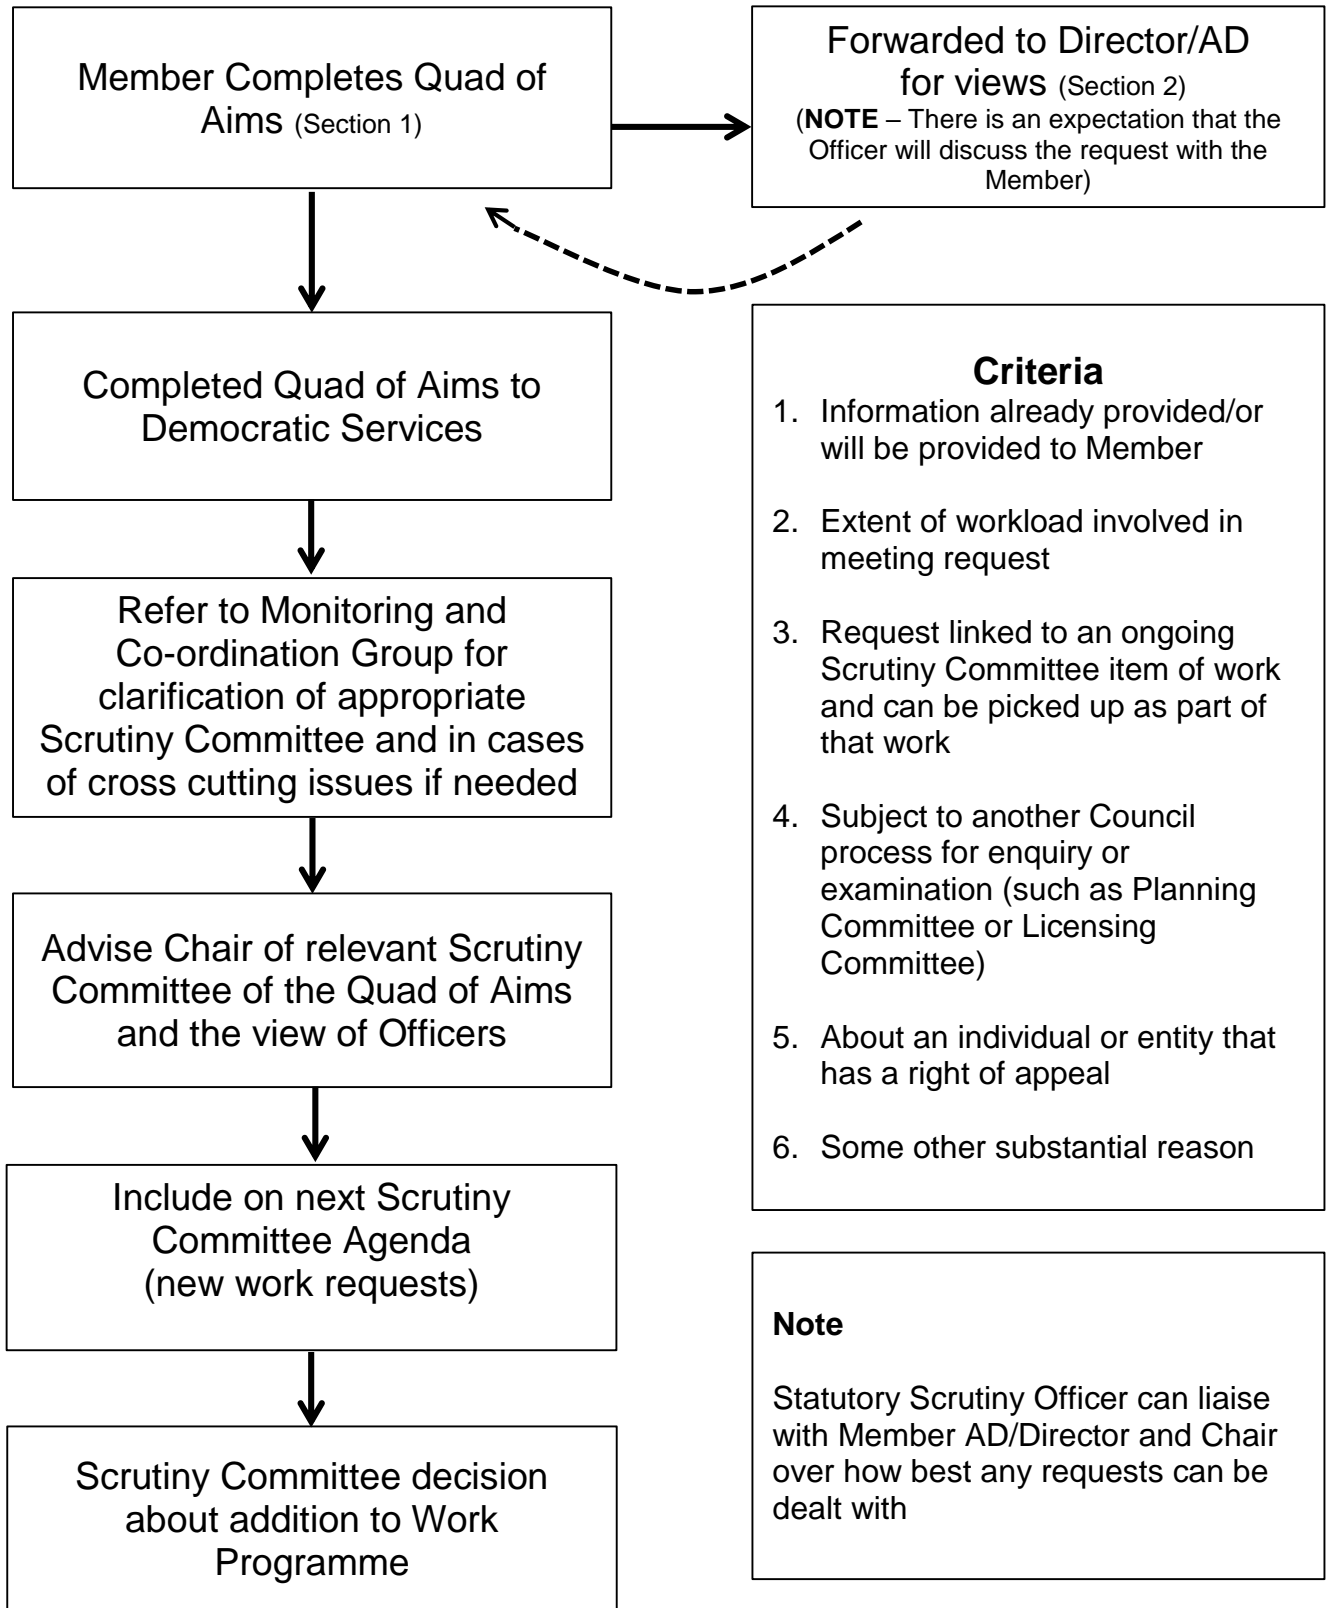 Member Completes Quad of
Aims (Section 1)
Forwarded to Director/AD
for views (Section 2)
(NOTE – There is an expectation that the
Officer will discuss the request with the
Member)
Completed Quad of Aims to
Democratic Services
Refer to Monitoring and
Co-ordination Group for
clarification of appropriate
Scrutiny Committee and in cases
of cross cutting issues if needed
Advise Chair of relevant Scrutiny
Committee of the Quad of Aims
and the view of Officers
Include on next Scrutiny
Committee Agenda
(new work requests)
Scrutiny Committee decision
about addition to Work
Programme
Criteria
1. Information already provided/or
will be provided to Member
2. Extent of workload involved in
meeting request
3. Request linked to an ongoing
Scrutiny Committee item of work
and can be picked up as part of
that work
4. Subject to another Council
process for enquiry or
examination (such as Planning
Committee or Licensing
Committee)
5. About an individual or entity that
has a right of appeal
6. Some other substantial reason
Note
Statutory Scrutiny Officer can liaise
with Member AD/Director and Chair
over how best any requests can be
dealt with